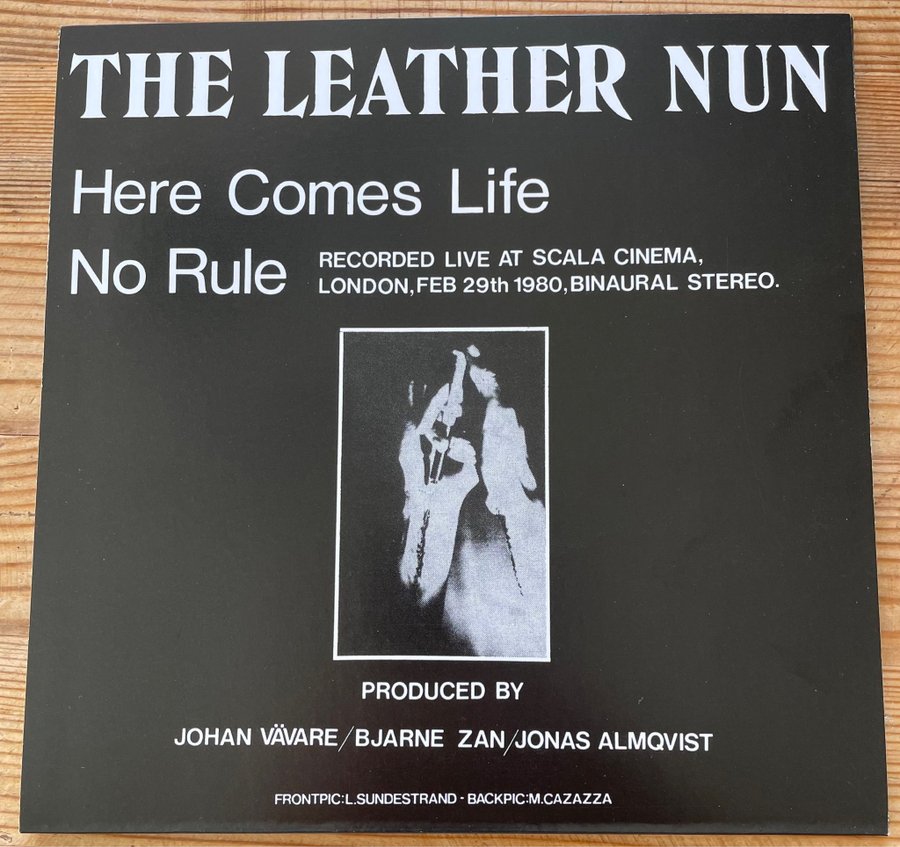 THE LEATHER NUN
Here Comes Life
No Rule
RECORDED LIVE AT SCALA CINEMA,
LONDON,FEB 29th 1980,BINAURAL STEREO.
PRODUCED BY
JOHAN VÄVARE/BJARNE ZAN/JONAS ALMQVIST
FRONTPIC:L.SUNDESTRAND - BACKPIC:M.CAZAZZA